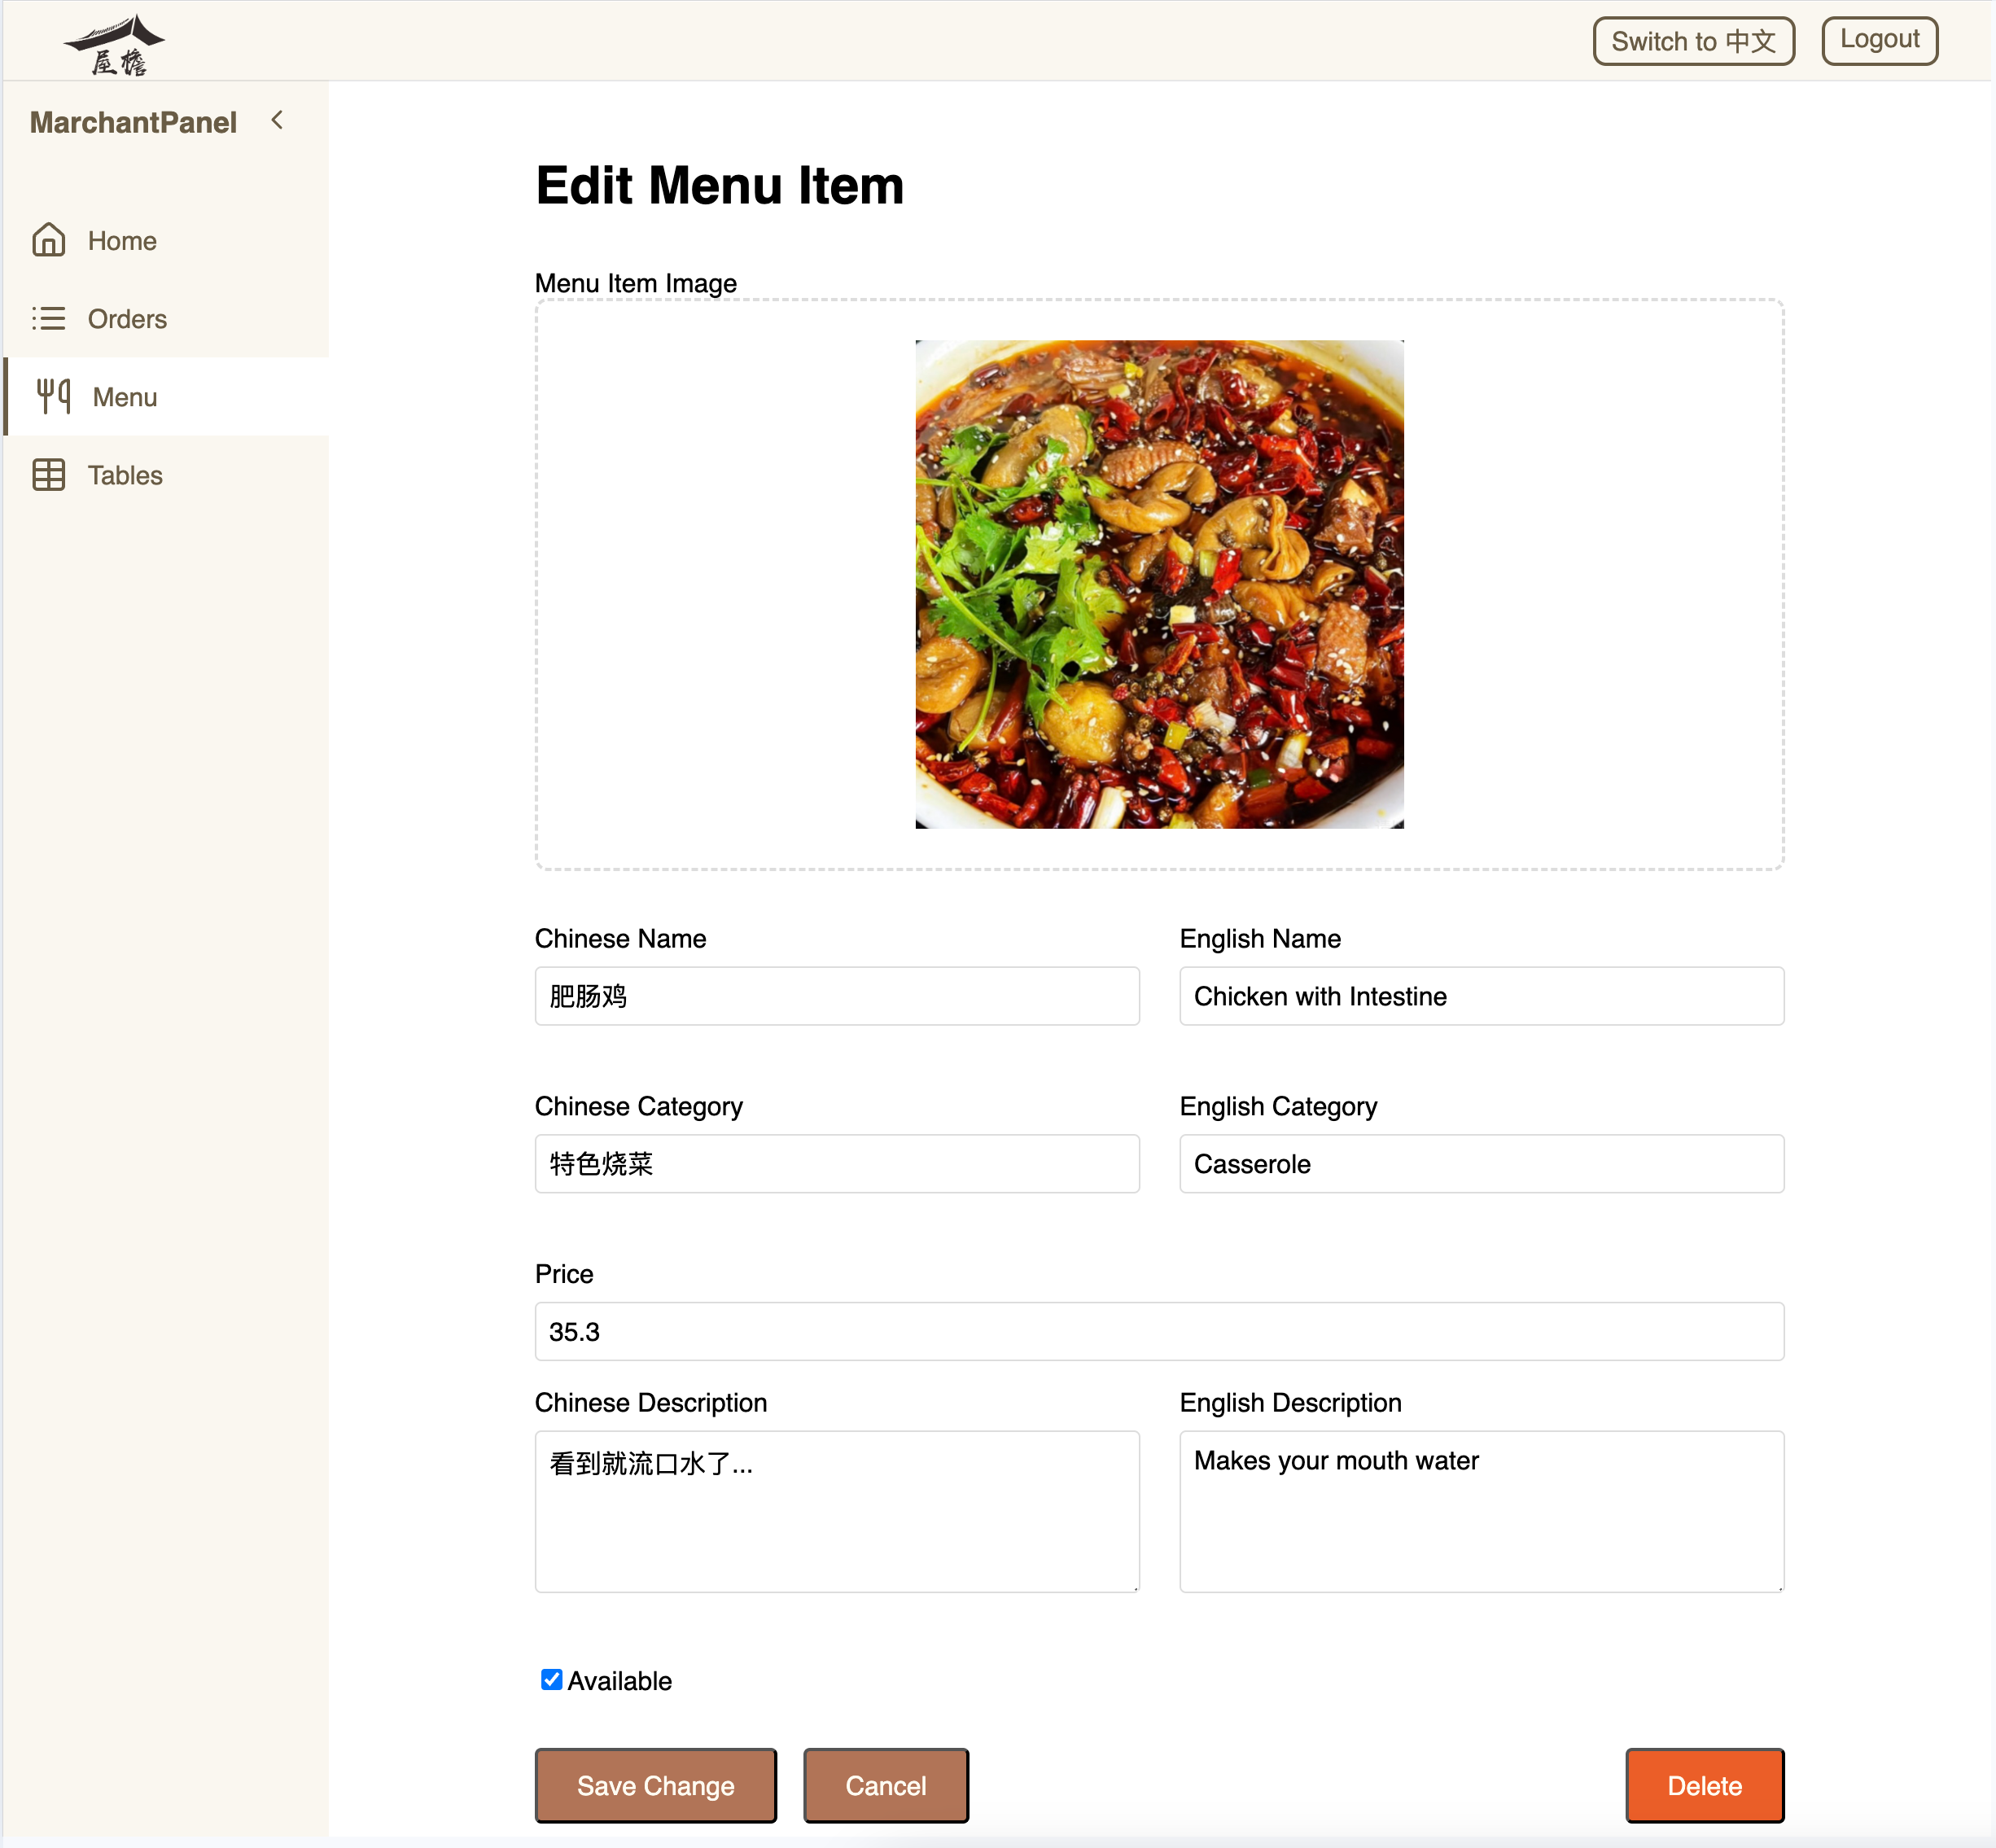 屋檐
Switch to 中文
Logout
MarchantPanel
Home
Orders
Menu
Tables
Edit Menu Item
Menu Item Image
Chinese Name
English Name
肥肠鸡
Chicken with Intestine
Chinese Category
English Category
特色烧菜
Casserole
Price
35.3
Chinese Description
English Description
看到就流口水了...
Makes your mouth water
Available
Save Change
Cancel
Delete